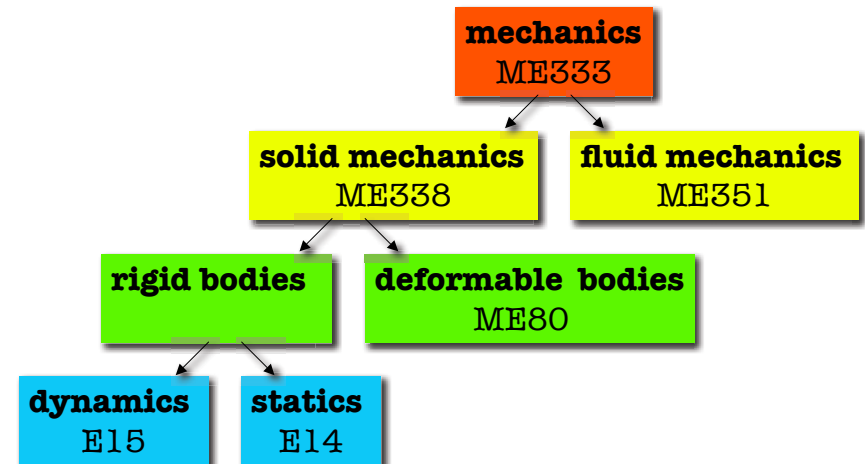 mechanics
ME333
solid mechanics
ME338
fluid mechanics
ME351
rigid bodies
deformable bodies
ME80
dynamics
E15
statics
E14